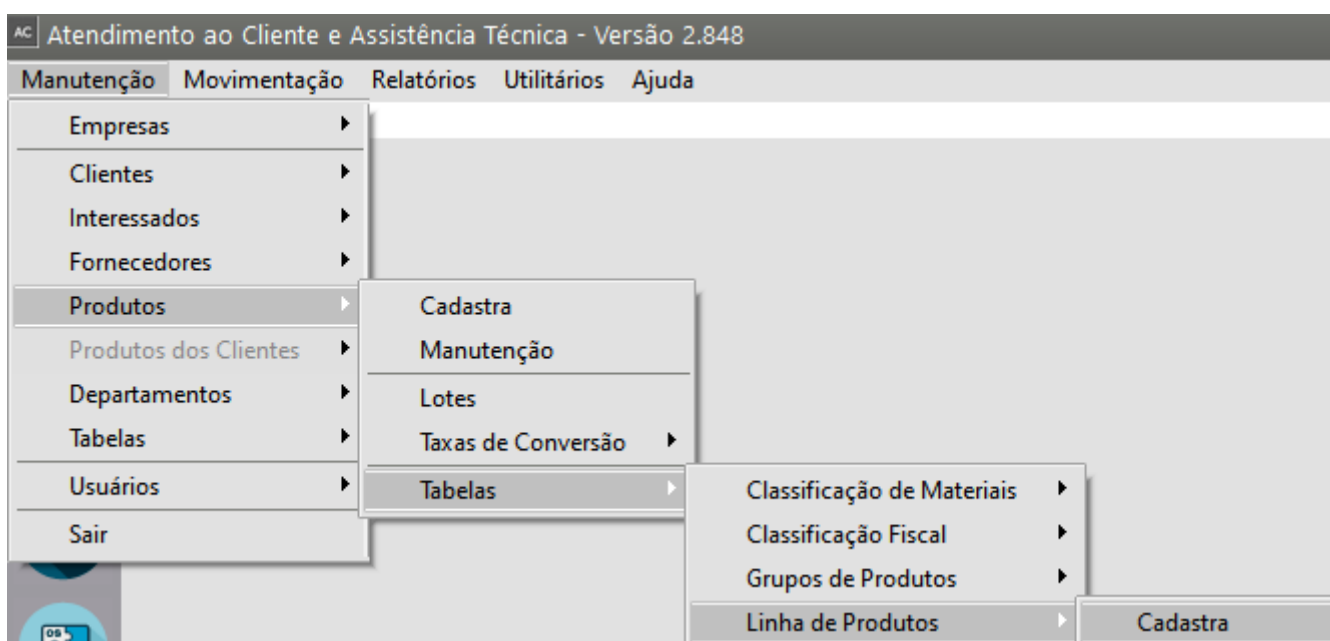 AC Atendimento ao Cliente e Assistência Técnica - Versão 2.848
Manutenção Movimentação Relatórios Utilitários Ajuda
Empresas
Clientes
Interessados
Fornecedores
Produtos
Produtos dos Clientes
Departamentos
Tabelas
Usuários
Sair
Cadastra
Manutenção
Lotes
Taxas de Conversão
Tabelas
Classificação de Materiais
Classificação Fiscal
Grupos de Produtos
Linha de Produtos
Cadastra
OS